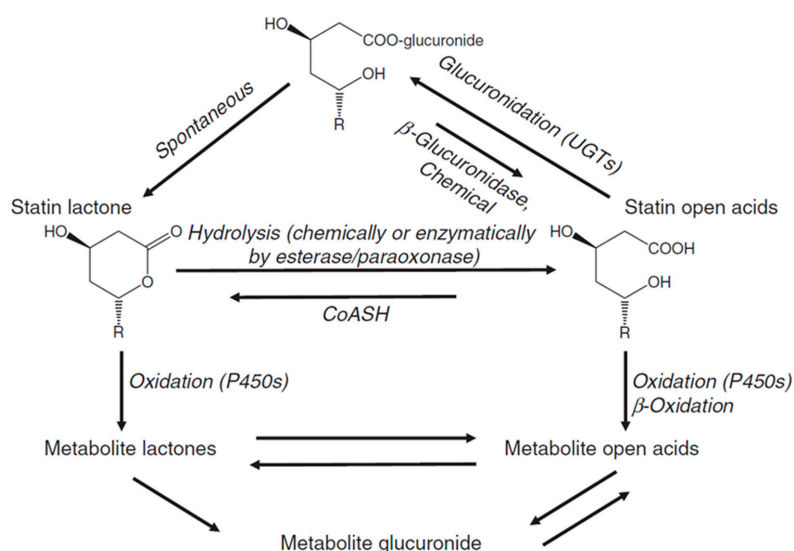 HO
COO-glucuronide
OH
R
Spontaneous
Glucuronidation (UGTs)
β-Glucuronidase,
Chemical
Statin lactone
Statin open acids
HO
O
O
R
Hydrolysis (chemically or enzymatically
by esterase/paraoxonase)
CoASH
HO
COOH
OH
R
Oxidation (P450s)
Oxidation (P450s)
β-Oxidation
Metabolite lactones
Metabolite open acids
Metabolite glucuronide